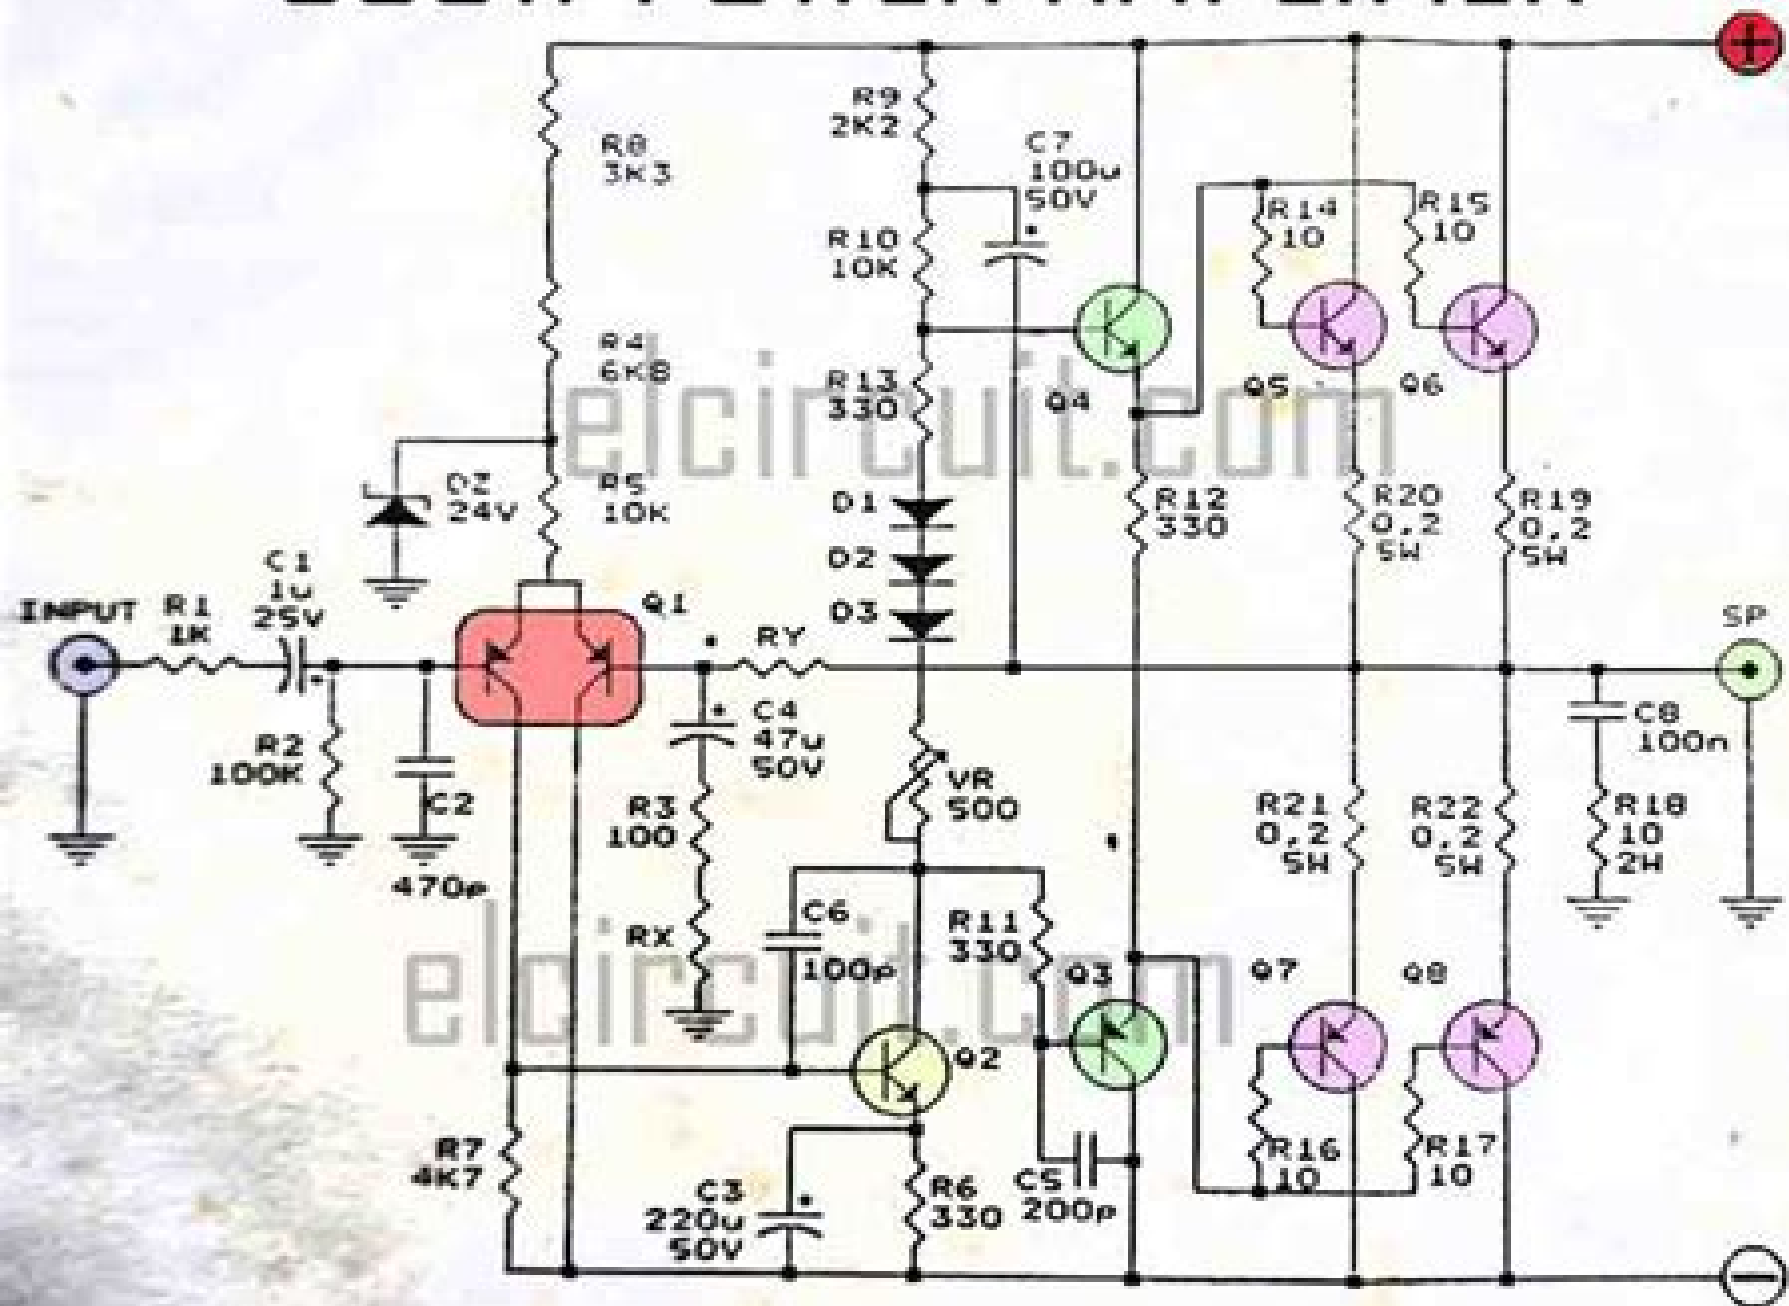 R8
3K3
R9
2K2
C7
100u
50V
R10
10K
R14
10
R15
10
R4
6K8
R13
330
Q4
Q5
Q6
elcircuit.com
DZ
24V
R5
10K
D1
D2
D3
R12
330
R20
0,2
5W
R19
0,2
5W
INPUT
R1
1K
C1
1u
25V
Q1
RY
SP
R2
100K
C2
470p
C4
47u
50V
R3
100
RX
VR
500
R21
0,2
5W
R22
0,2
5W
C8
100n
R18
10
2W
C6
100p
R11
330
Q3
Q7
Q8
elcircuit.com
Q2
R7
4K7
C3
220u
50V
R6
330
C5
200p
R16
10
R17
10